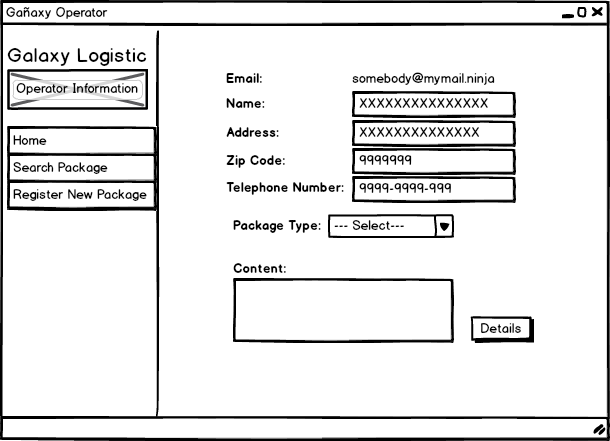 Gañaxy Operator
Galaxy Logistic
Operator Information
Home
Search Package
Register New Package
Email: somebody@mymail.ninja
Name: XXXXXXXXXXXXXXX
Address: XXXXXXXXXXXXXX
Zip Code: 9999999
Telephone Number: 9999-9999-999
Package Type: --- Select---
Content:
Details